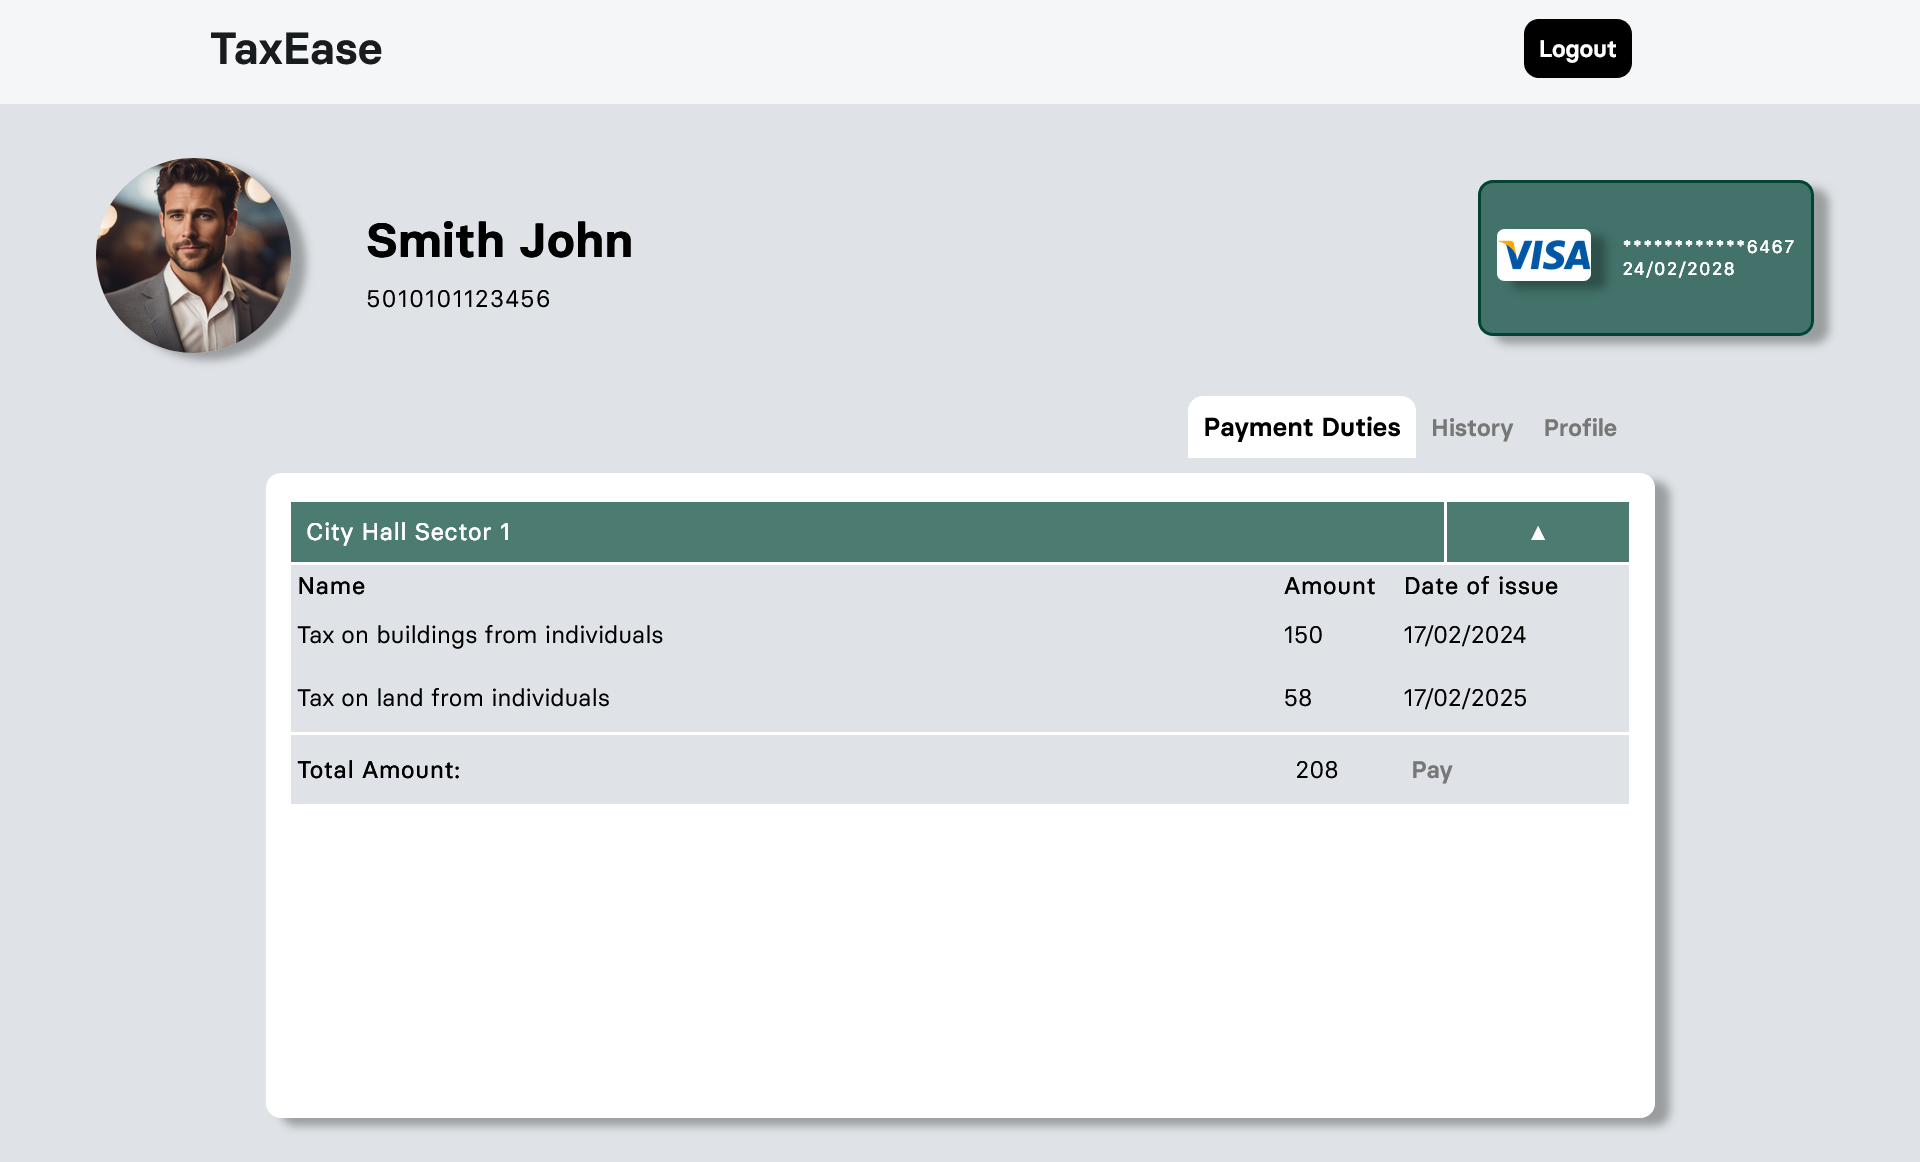 TaxEase
Logout
Smith John
5010101123456
VISA
************6467
24/02/2028
Payment Duties History Profile
City Hall Sector 1 ▲
Name Amount Date of issue
Tax on buildings from individuals 150 17/02/2024
Tax on land from individuals 58 17/02/2025
Total Amount: 208 Pay